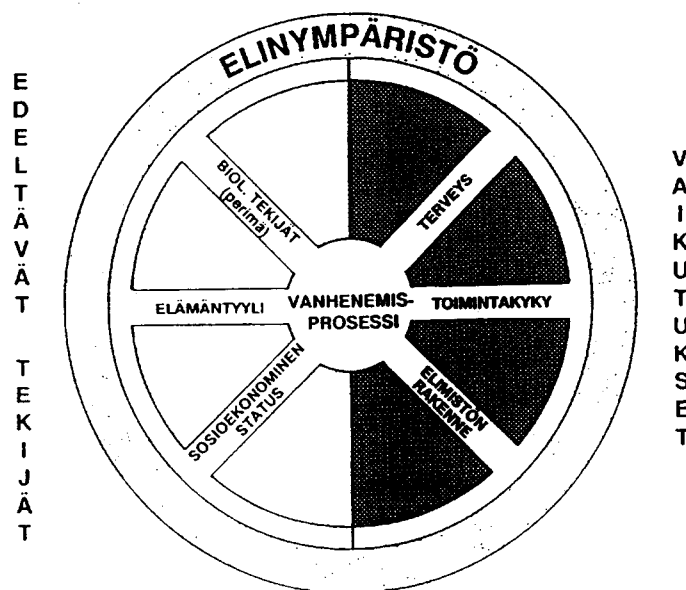 ELINYMPÄRISTÖ
EDELTÄVÄT TEKIJÄT
BIOL. TEKIJÄT
(perimä)
ELÄMÄNTYYLI
SOSIOEKONOMINEN
STATUS
VANHENEMIS-
PROSESSI
TERVEYS
TOIMINTAKYKY
ELIMISTÖN
RAKENNE
VAIKUTUKSET